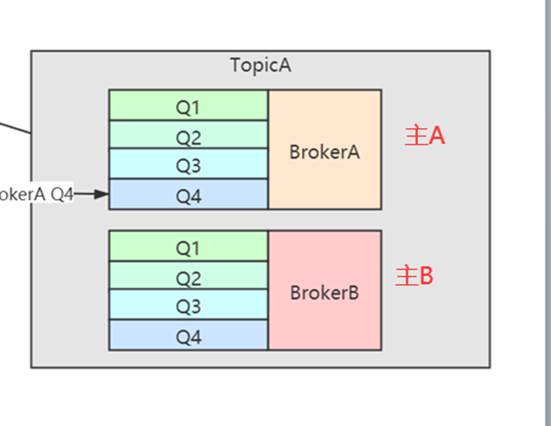 TopicA
Q1
Q2
Q3
Q4
BrokerA
主A
okerA Q4
Q1
Q2
Q3
Q4
BrokerB
主B